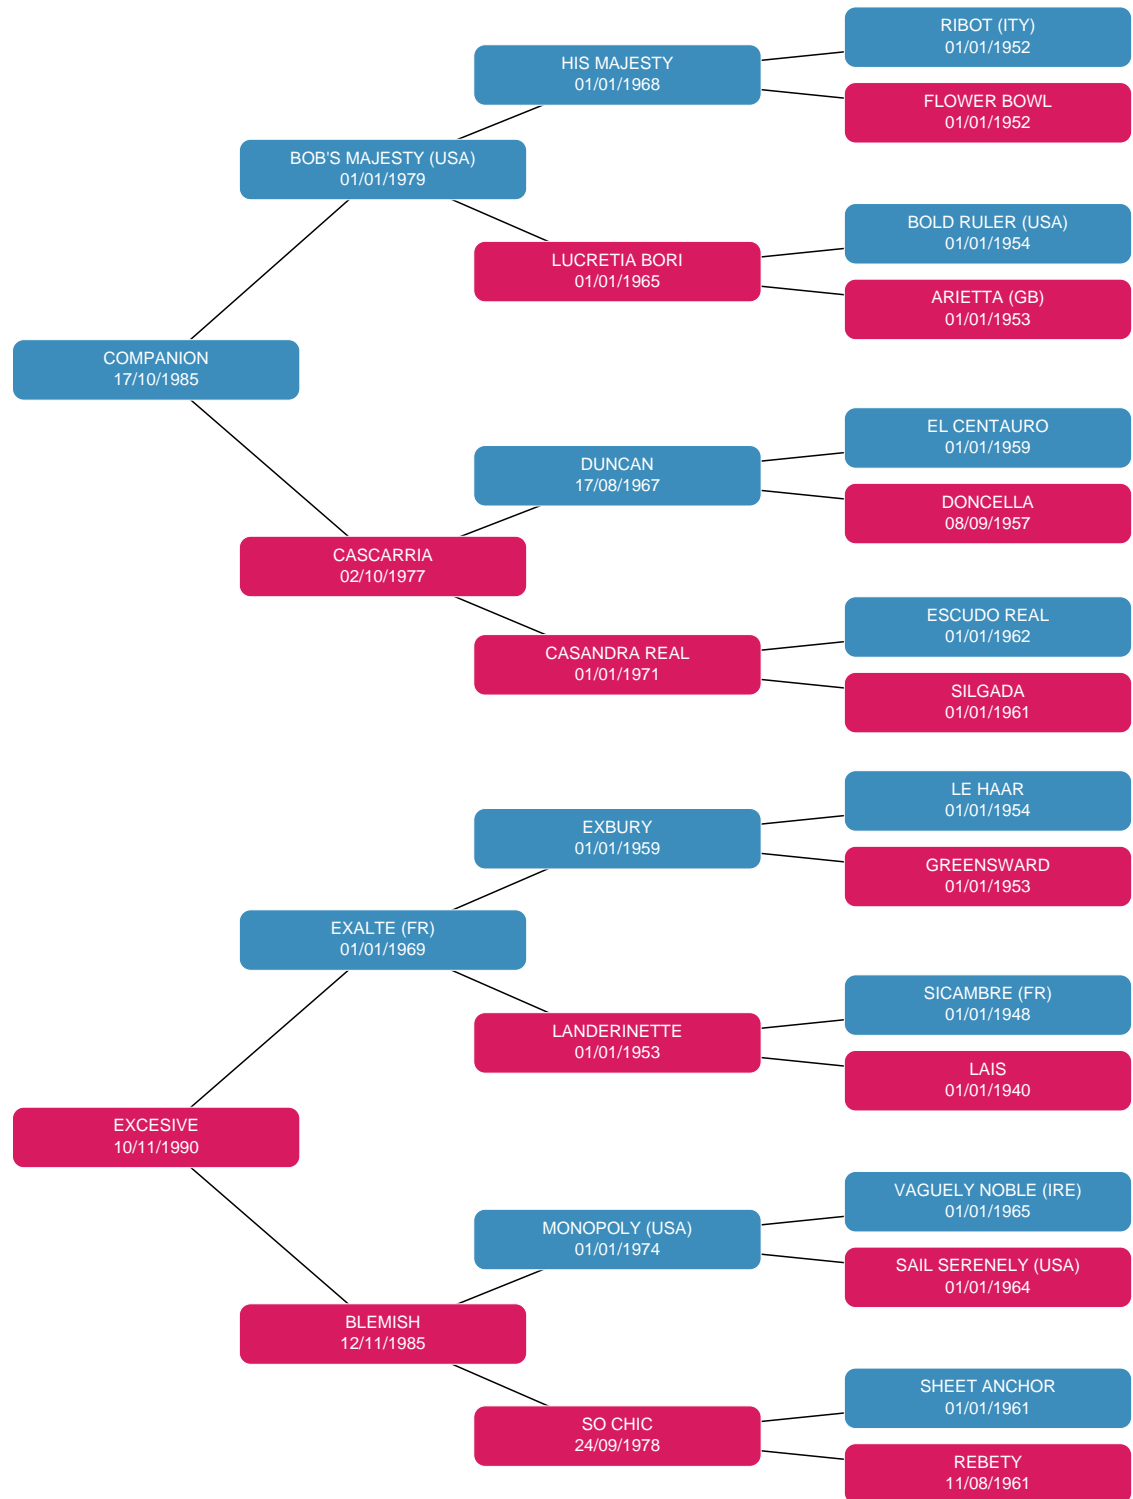 RIBOT (ITY)
01/01/1952
HIS MAJESTY
01/01/1968
FLOWER BOWL
01/01/1952
BOB'S MAJESTY (USA)
01/01/1979
BOLD RULER (USA)
01/01/1954
LUCRETIA BORI
01/01/1965
ARIETTA (GB)
01/01/1953
COMPANION
17/10/1985
EL CENTAURO
01/01/1959
DUNCAN
17/08/1967
DONCELLA
08/09/1957
CASCARRIA
02/10/1977
ESCUDO REAL
01/01/1962
CASANDRA REAL
01/01/1971
SILGADA
01/01/1961
LE HAAR
01/01/1954
EXBURY
01/01/1959
GREENSWARD
01/01/1953
EXALTE (FR)
01/01/1969
SICAMBRE (FR)
01/01/1948
LANDERINETTE
01/01/1953
LAIS
01/01/1940
EXCESIVE
10/11/1990
VAGUELY NOBLE (IRE)
01/01/1965
MONOPOLY (USA)
01/01/1974
SAIL SERENELY (USA)
01/01/1964
BLEMISH
12/11/1985
SHEET ANCHOR
01/01/1961
SO CHIC
24/09/1978
REBETY
11/08/1961